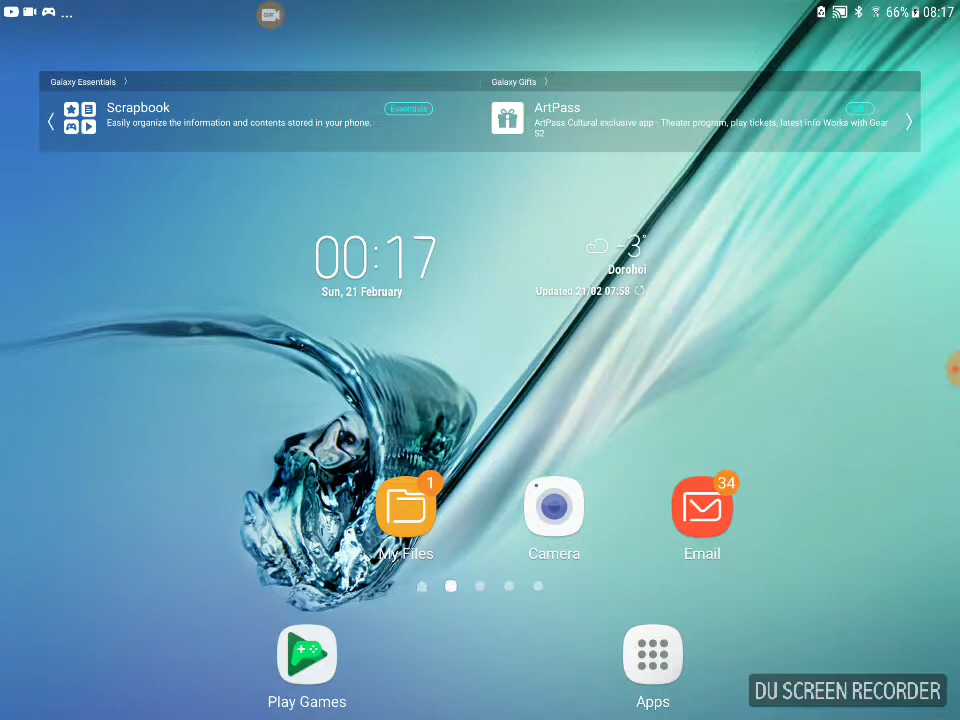 GIF
... 66% 08:17
Galaxy Essentials
Galaxy Gifts
Scrapbook
Essentials
Easily organize the information and contents stored in your phone.
ArtPass
ArtPass Cultural exclusive app - Theater program, play tickets, latest info Works with Gear
S2
00:17
Sun, 21 February
-3°
Dorohoi
Updated 21/02 07:58
1
34
My Files
Camera
Email
Play Games
Apps
DU SCREEN RECORDER